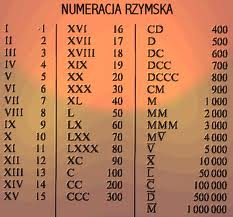 NUMERACJA RZYMSKA
I 1 XVI 16 CD 400
II 2 XVII 17 D 500
III 3 XVIII 18 DC 600
IV 4 XIX 19 DCC 700
V 5 XX 20 DCCC 800
VI 6 XXX 30 CM 900
VII 7 XL 40 M 1 000
VIII 8 L 50 MM 2 000
IX 9 LX 60 MMM 3 000
X 10 LXX 70 MV̅ 4 000
XI 11 LXXX 80 V̅ 5 000
XII 12 XC 90 X̅ 10 000
XIII 13 C 100 L̅ 50 000
XIV 14 CC 200 C̅ 100 000
XV 15 CCC 300 D̅ 500 000
M̅ 1 000 000